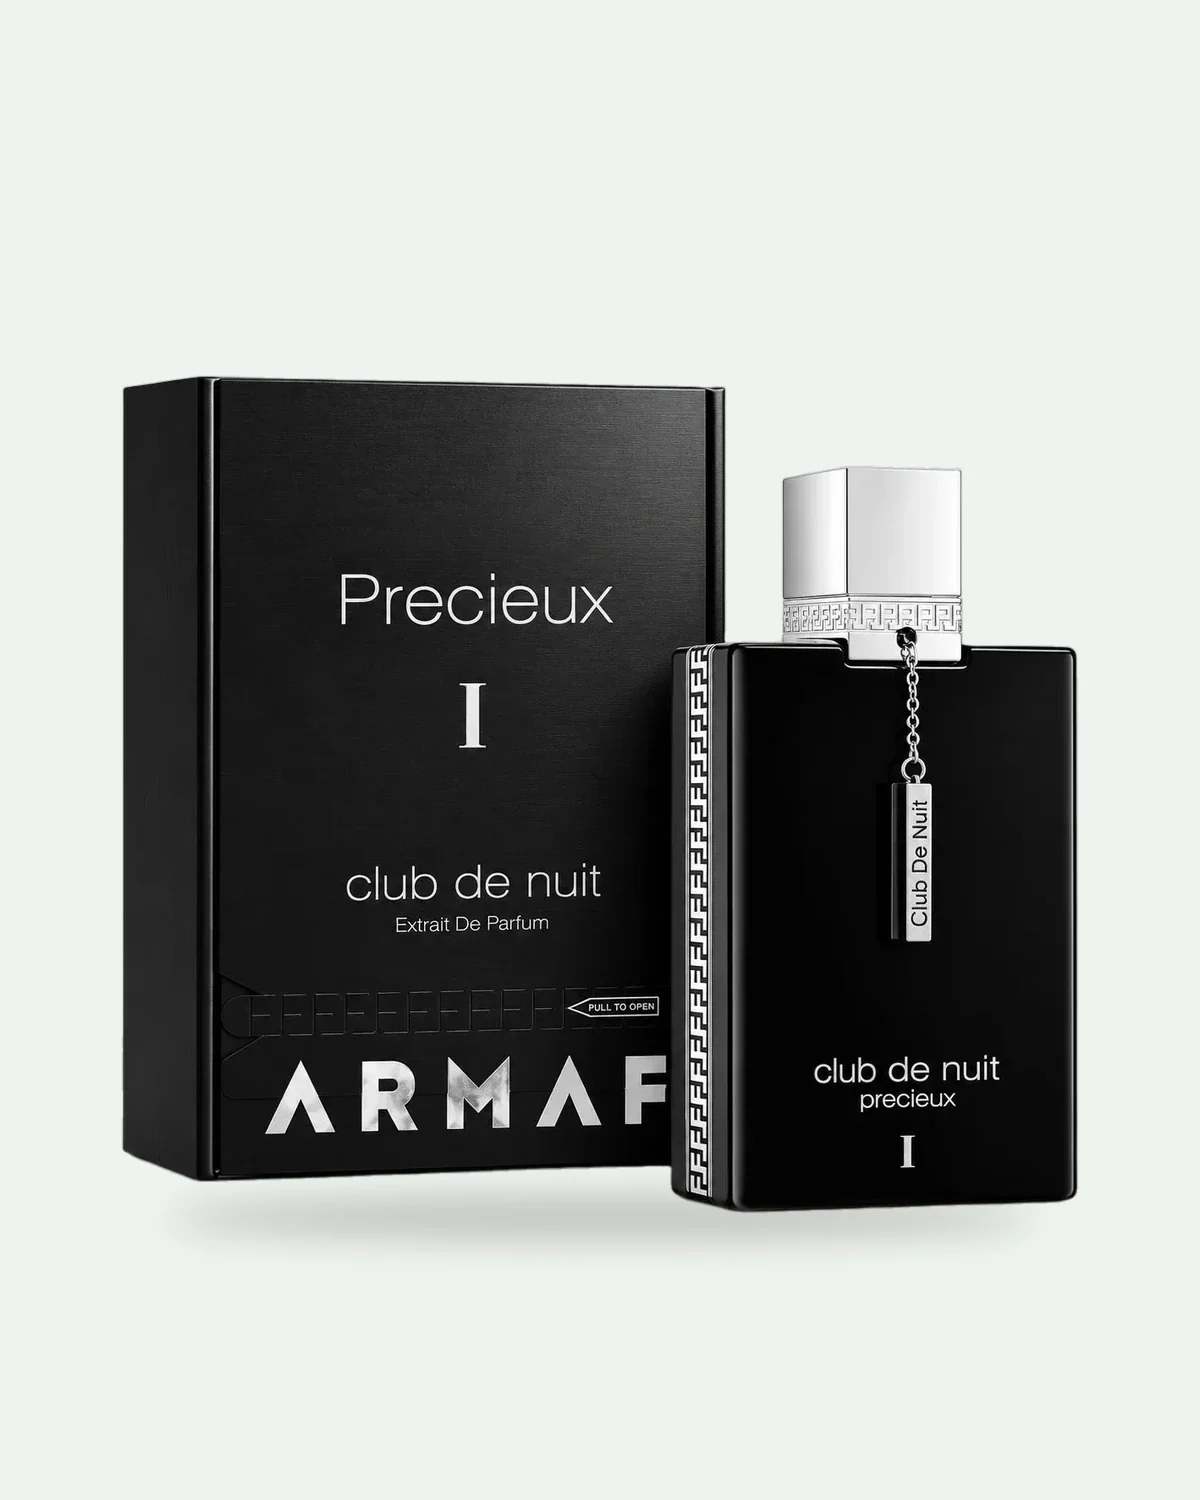 Precieux
I
club de nuit
Extrait De Parfum
PULL TO OPEN
ARMAF
Club De Nuit
club de nuit
precieux
I